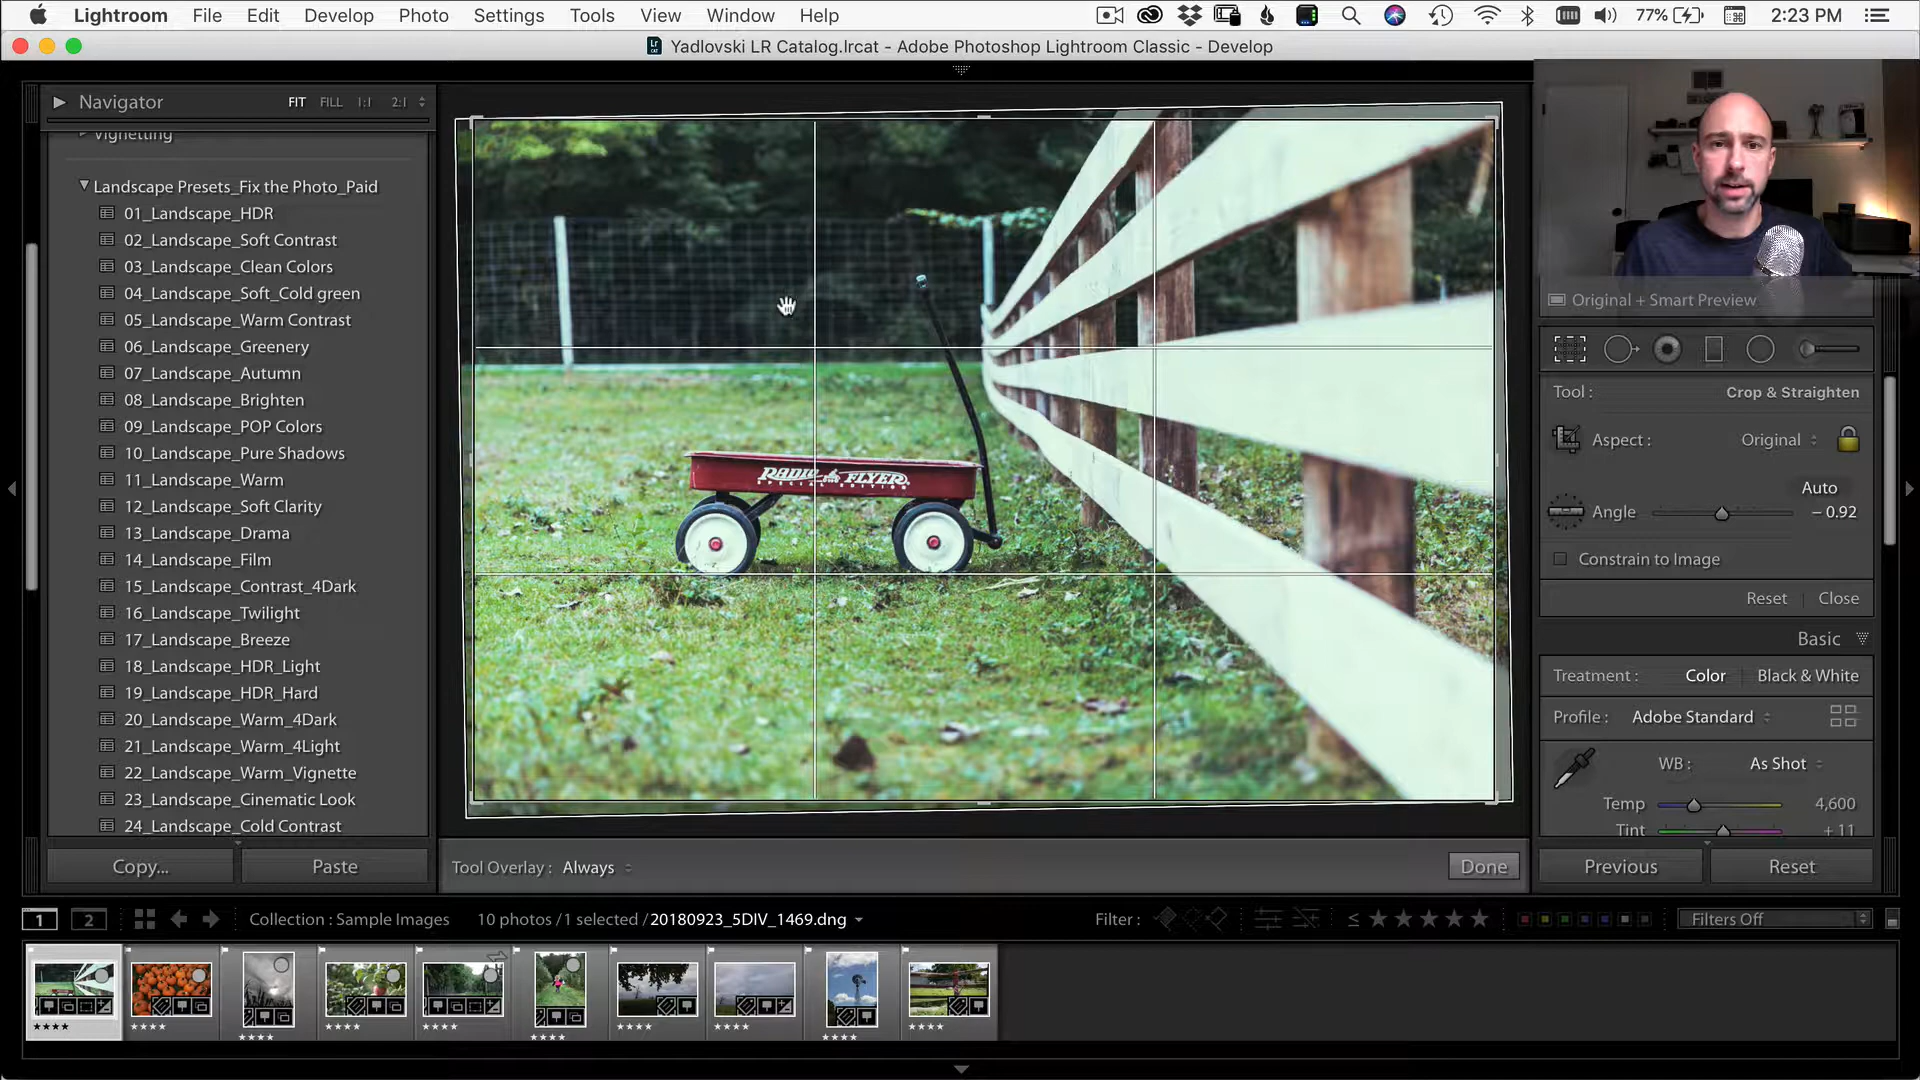 Lightroom File Edit Develop Photo Settings Tools View Window Help 77% 2:23 PM
Yadlovski LR Catalog.lrcat - Adobe Photoshop Lightroom Classic - Develop
Navigator FIT FILL 1:1 2:1
Vignetting
Landscape Presets_Fix the Photo_Paid
01_Landscape_HDR
02_Landscape_Soft Contrast
03_Landscape_Clean Colors
04_Landscape_Soft_Cold green
05_Landscape_Warm Contrast
06_Landscape_Greenery
07_Landscape_Autumn
08_Landscape_Brighten
09_Landscape_POP Colors
10_Landscape_Pure Shadows
11_Landscape_Warm
12_Landscape_Soft Clarity
13_Landscape_Drama
14_Landscape_Film
15_Landscape_Contrast_4Dark
16_Landscape_Twilight
17_Landscape_Breeze
18_Landscape_HDR_Light
19_Landscape_HDR_Hard
20_Landscape_Warm_4Dark
21_Landscape_Warm_4Light
22_Landscape_Warm_Vignette
23_Landscape_Cinematic Look
24_Landscape_Cold Contrast
Copy... Paste
RADIO FLYER
SPECIAL EDITION
Tool Overlay : Always Done
Original + Smart Preview
Tool : Crop & Straighten
Aspect : Original
Auto
Angle - 0.92
Constrain to Image
Reset Close
Basic
Treatment : Color Black & White
Profile : Adobe Standard
WB : As Shot
Temp 4,600
Tint + 11
Previous Reset
1 2 Collection : Sample Images 10 photos / 1 selected / 20180923_5DIV_1469.dng Filter : ≤ ★★★★★ Filters Off